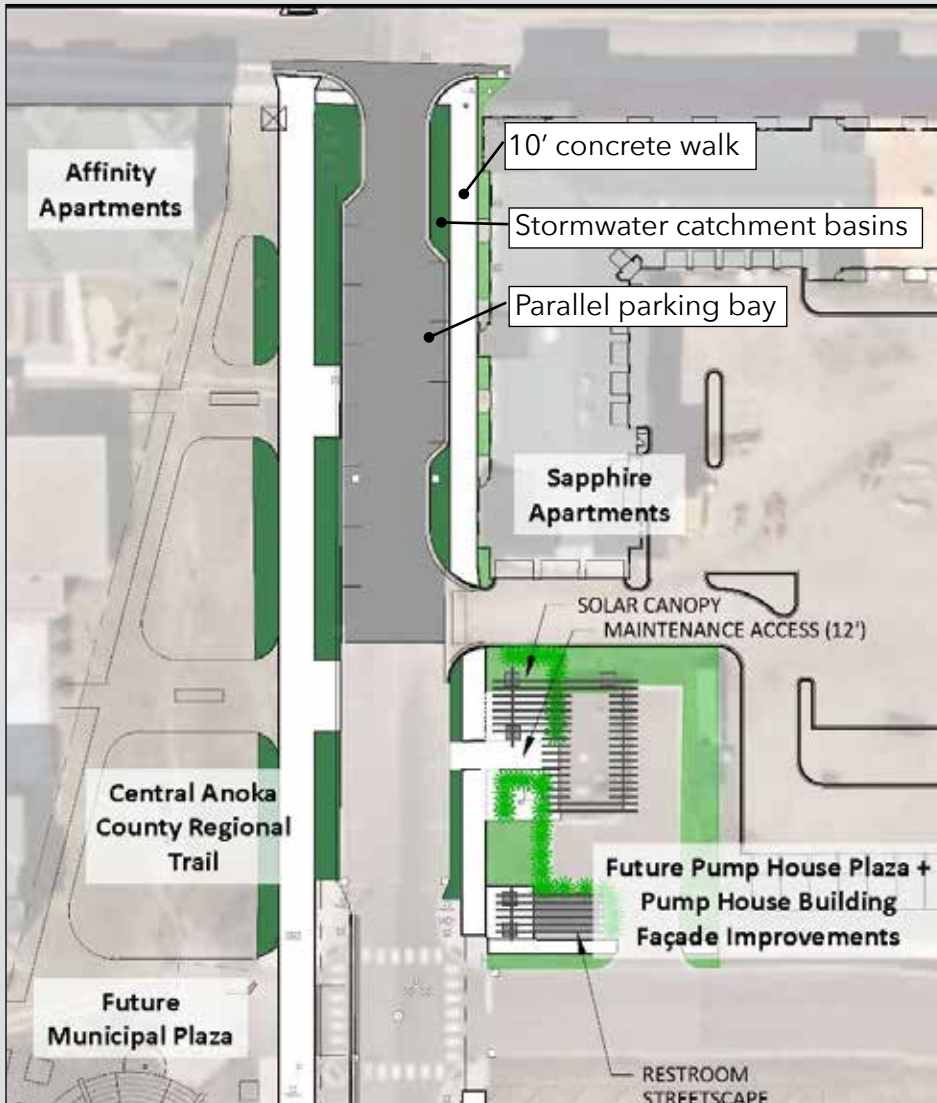 10’ concrete walk
Affinity
Apartments
Stormwater catchment basins
Parallel parking bay
Sapphire
Apartments
SOLAR CANOPY
MAINTENANCE ACCESS (12')
Central Anoka
County Regional
Trail
Future Pump House Plaza +
Pump House Building
Façade Improvements
Future
Municipal Plaza
RESTROOM
STREETSCAPE